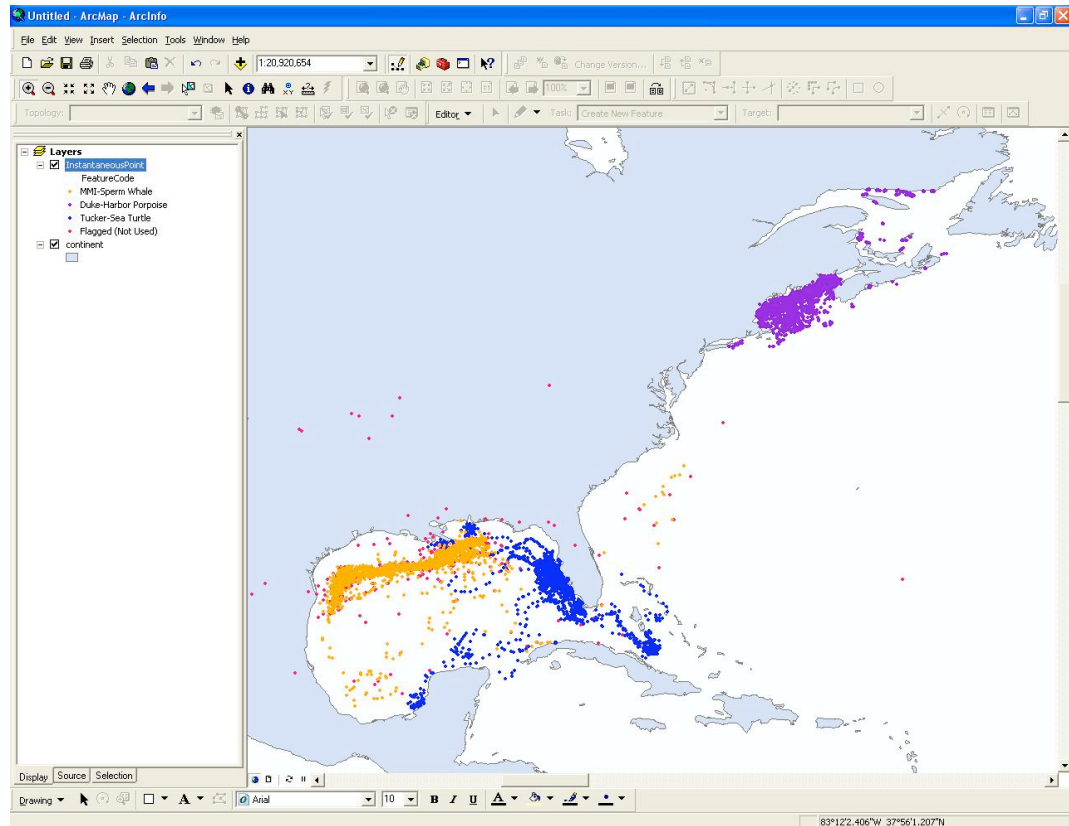 Untitled - ArcMap - ArcInfo
File Edit View Insert Selection Tools Window Help
1:20,920,654
Change Version...
100%
Topology:
Editor
Task:
Create New Feature
Target:
Layers
InstantaneousPoint
FeatureCode
MMI-Sperm Whale
Duke-Harbor Porpoise
Tucker-Sea Turtle
Flagged (Not Used)
continent
Display Source Selection
Drawing
A
Arial
10
B I U A
83°12'2.406"W 37°56'1.207"N